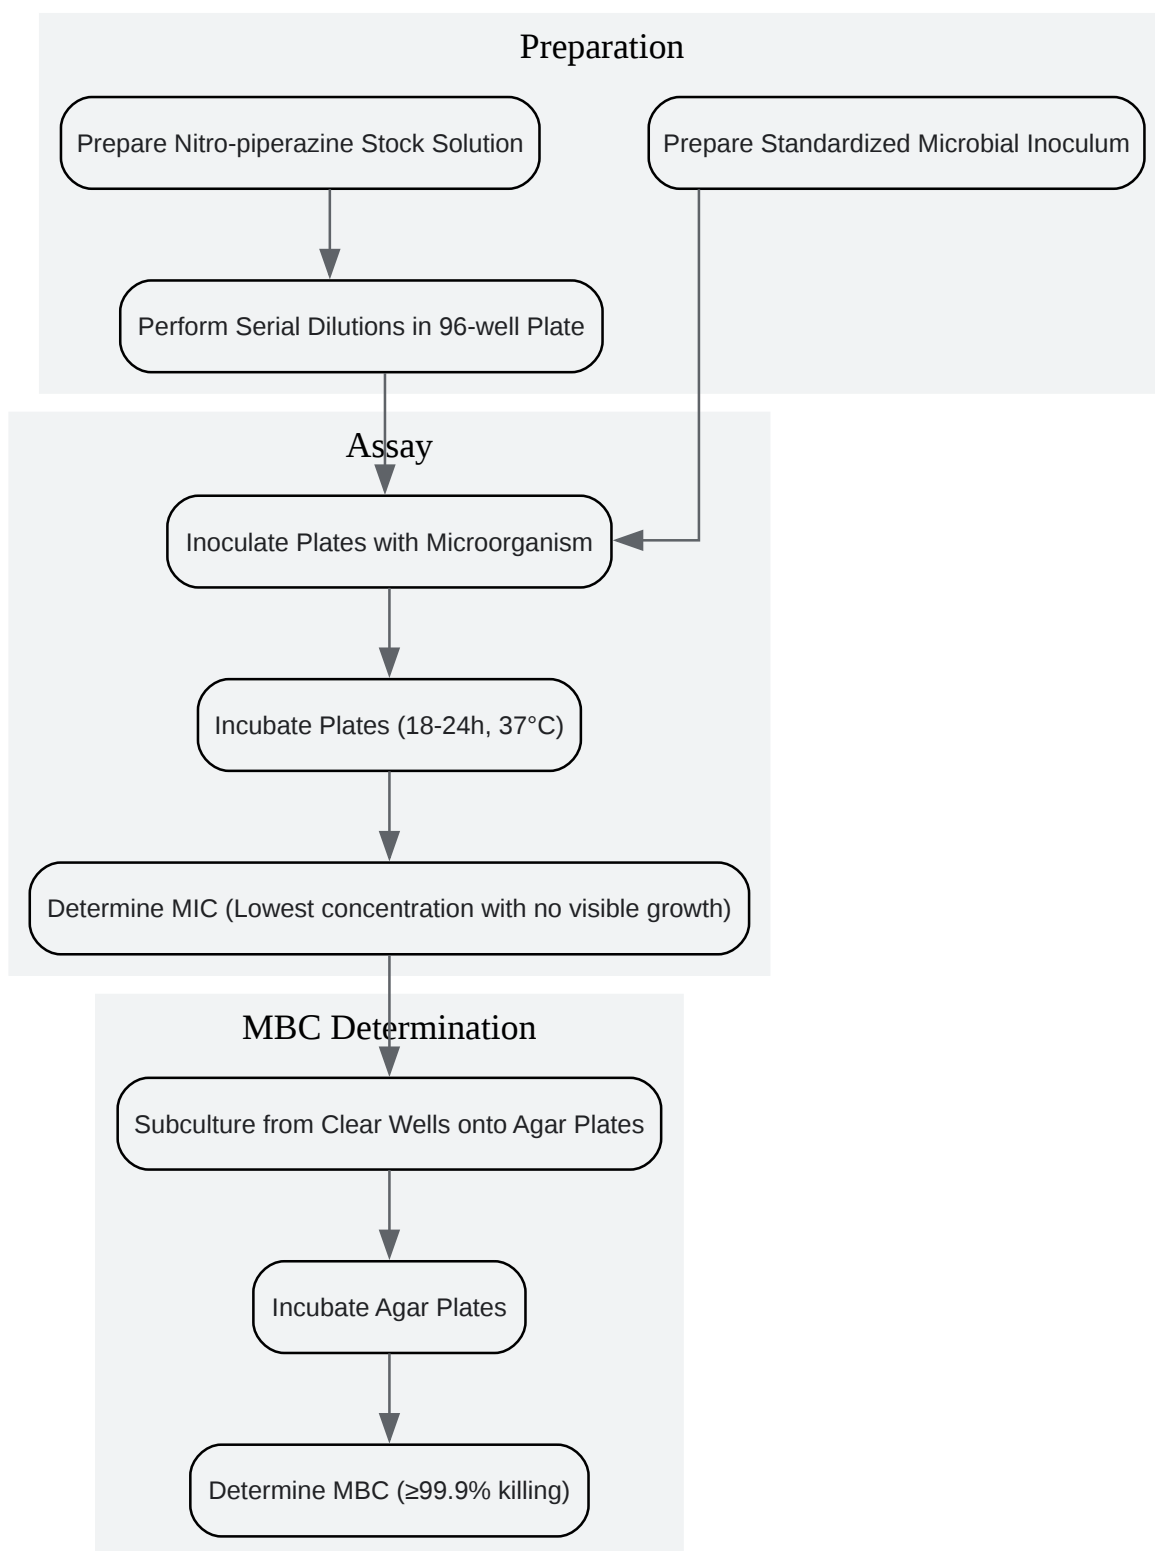 Preparation
Prepare Nitro-piperazine Stock Solution
Prepare Standardized Microbial Inoculum
Perform Serial Dilutions in 96-well Plate
Assay
Inoculate Plates with Microorganism
Incubate Plates (18-24h, 37°C)
Determine MIC (Lowest concentration with no visible growth)
MBC Determination
Subculture from Clear Wells onto Agar Plates
Incubate Agar Plates
Determine MBC (≥99.9% killing)